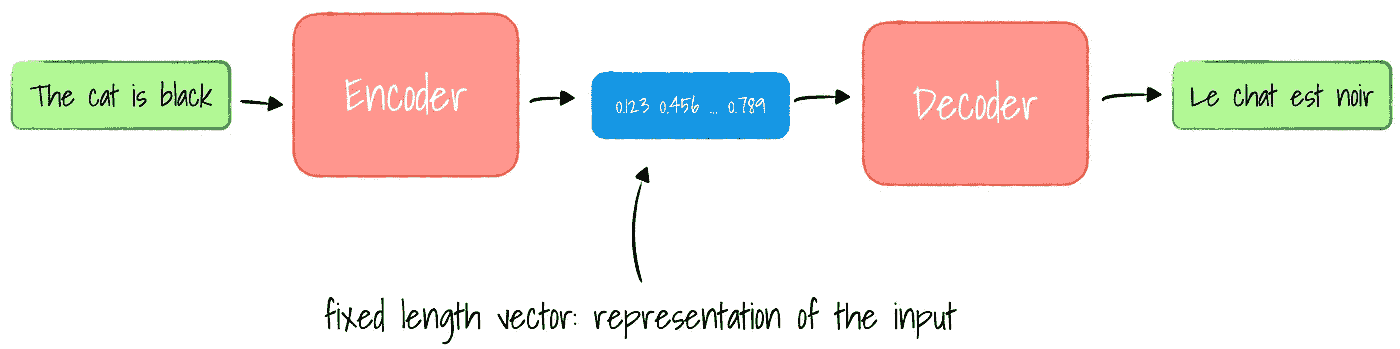 The cat is black
Encoder
0.123 0.456 ... 0.789
Decoder
Le chat est noir
fixed length vector: representation of the input